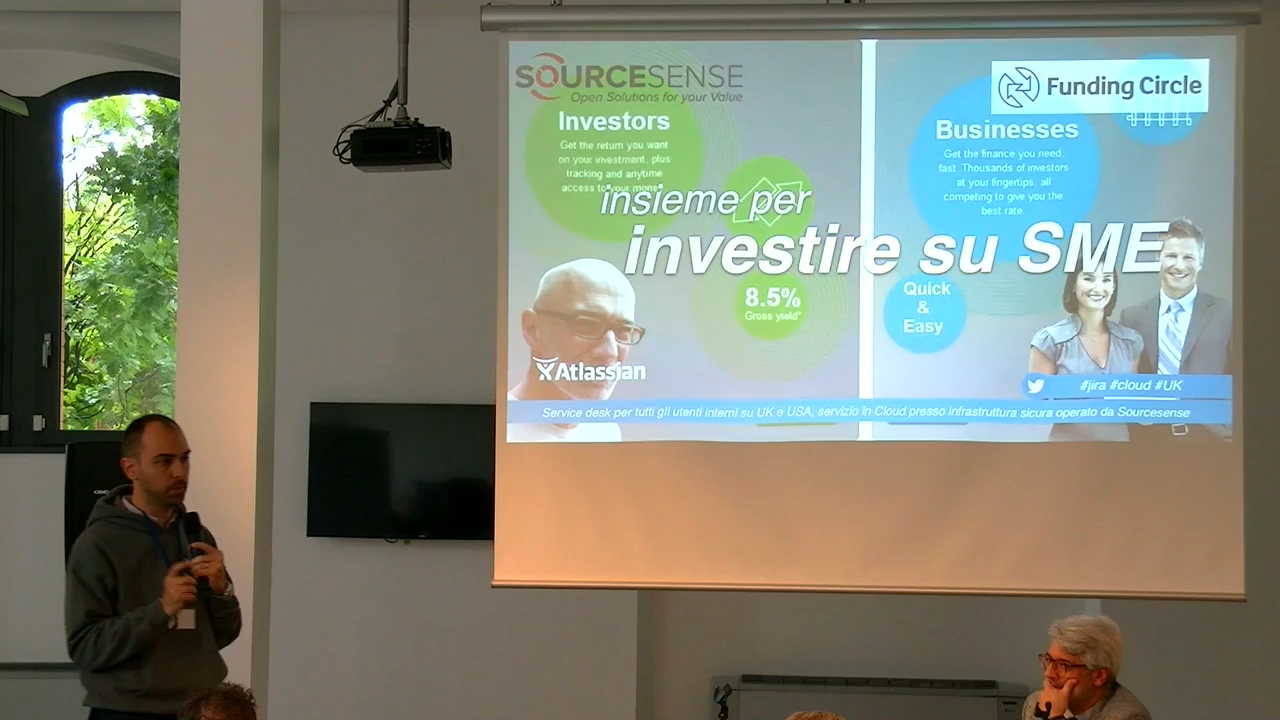 SOURCESENSE
Open Solutions for your Value
Investors
Get the return you want
on your investment, plus
tracking and anytime
access to your money
insieme per
investire su SME
8.5%
Gross yield*
Atlassian
Funding Circle
Businesses
Get the finance you need,
fast. Thousands of investors
at your fingertips, all
competing to give you the
best rate.
Quick
&
Easy
#jira #cloud #UK
Service desk per tutti gli utenti interni su UK e USA, servizio in Cloud presso Infrastruttura sicura operato da Sourcesense